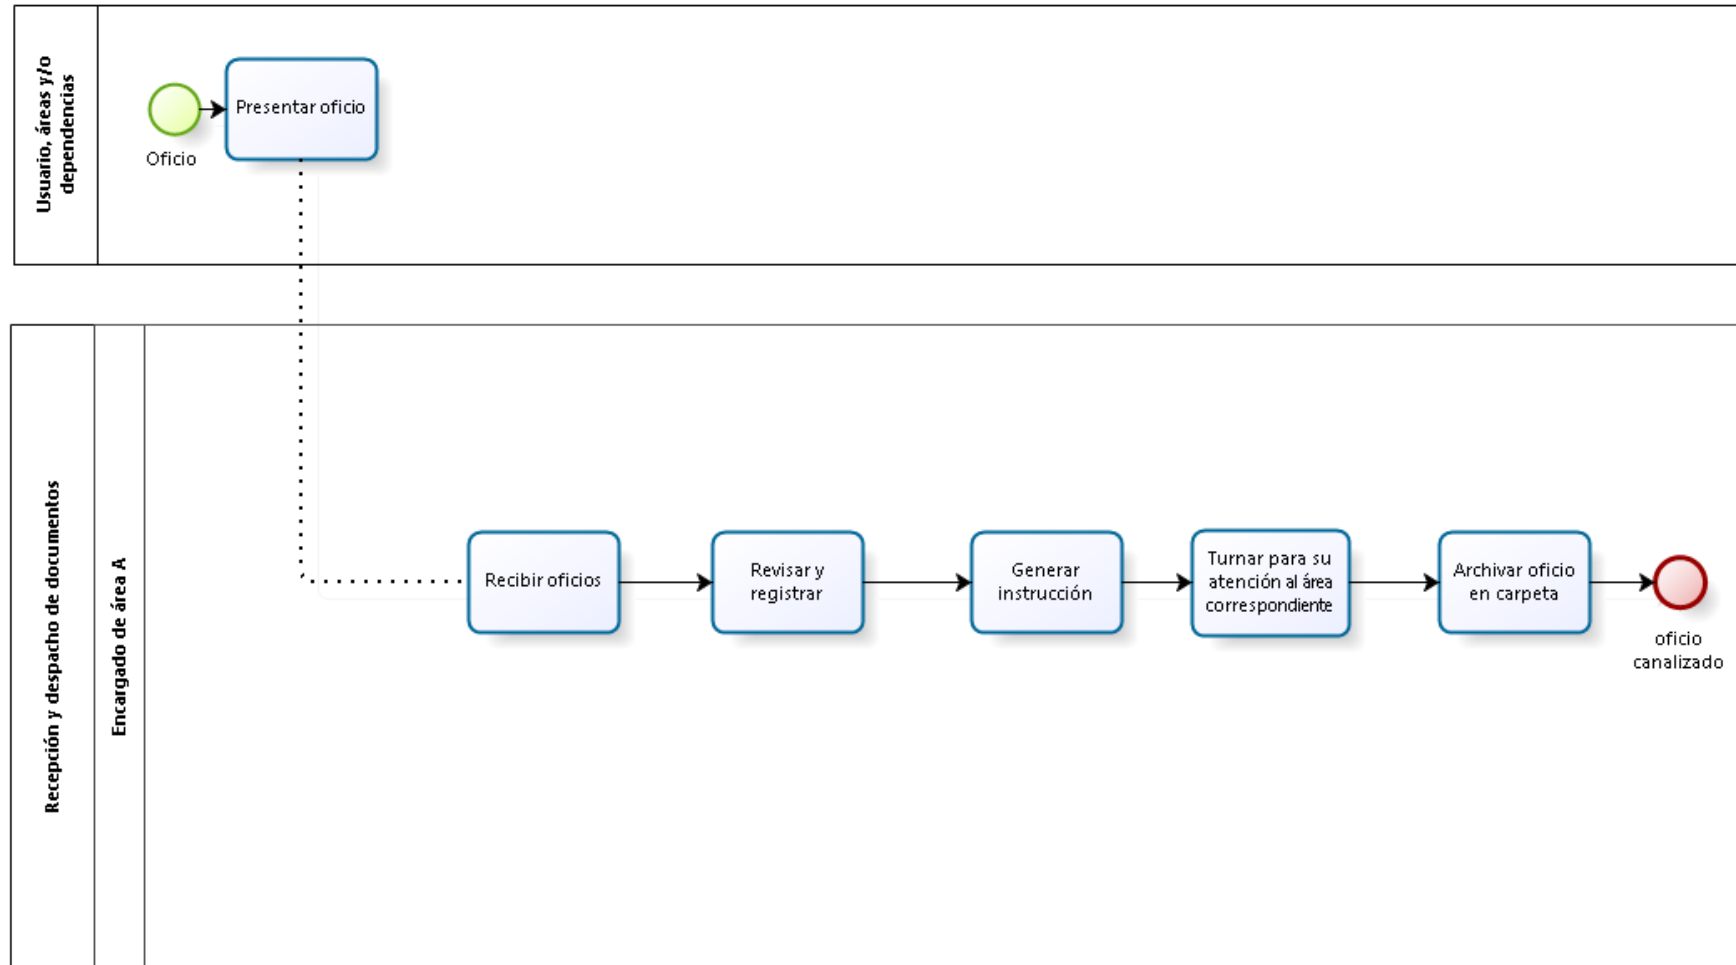 Usuario, áreas y/o
dependencias
Oficio
Presentar oficio
Recepción y despacho de documentos
Encargado de área A
Recibir oficios
Revisar y
registrar
Generar
instrucción
Turnar para su
atención al área
correspondiente
Archivar oficio
en carpeta
oficio
canalizado